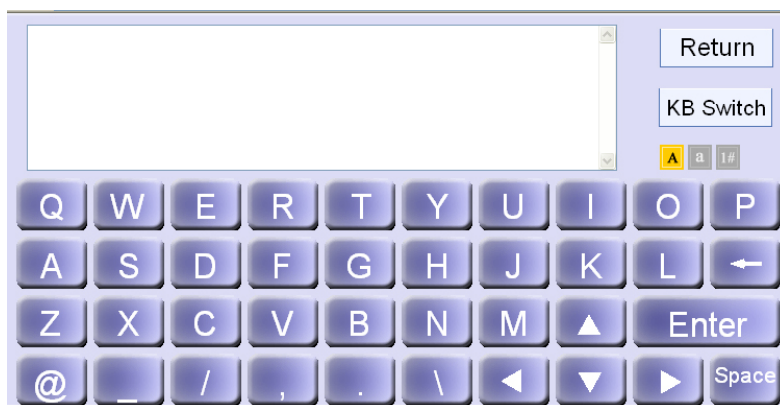 Return
KB Switch
A a 1#
Q W E R T Y U I O P
A S D F G H J K L ←
Z X C V B N M ▲ Enter
@ _ / , . \ ◀ ▼ ▶ Space